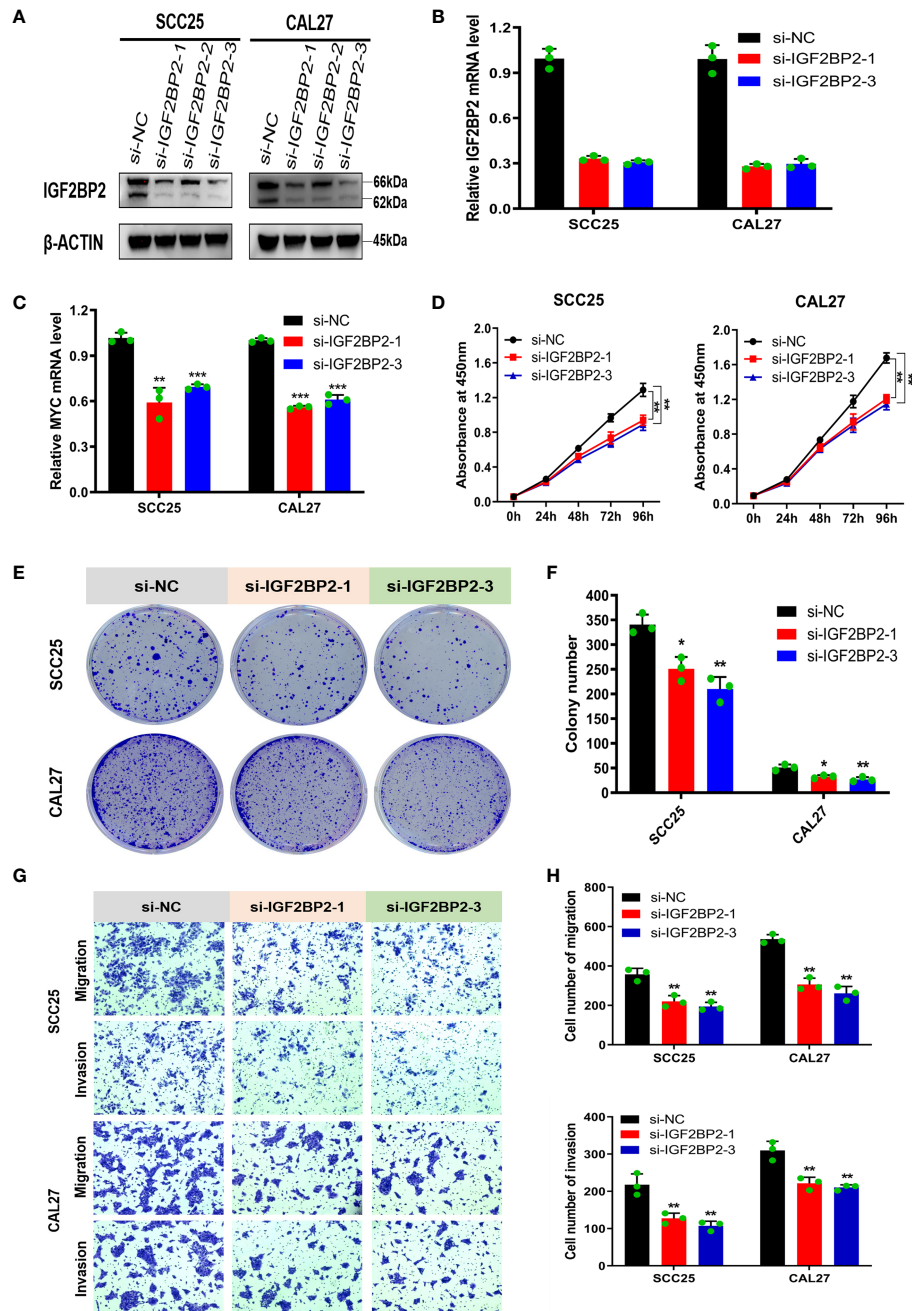 A
SCC25
CAL27
si-NC
si-IGF2BP2-1
si-IGF2BP2-2
si-IGF2BP2-3
si-NC
si-IGF2BP2-1
si-IGF2BP2-2
si-IGF2BP2-3
IGF2BP2
66kDa
62kDa
β-ACTIN
45kDa
B
Relative IGF2BP2 mRNA level
1.2
0.9
0.6
0.3
0.0
si-NC
si-IGF2BP2-1
si-IGF2BP2-3
SCC25
CAL27
C
Relative MYC mRNA level
1.2
0.9
0.6
0.3
0.0
si-NC
si-IGF2BP2-1
si-IGF2BP2-3
**
***
***
***
SCC25
CAL27
D
SCC25
Absorbance at 450nm
2.0
1.6
1.2
0.8
0.4
0.0
si-NC
si-IGF2BP2-1
si-IGF2BP2-3
**
**
0h 24h 48h 72h 96h
CAL27
Absorbance at 450nm
2.0
1.6
1.2
0.8
0.4
0.0
si-NC
si-IGF2BP2-1
si-IGF2BP2-3
**
**
0h 24h 48h 72h 96h
E
si-NC
si-IGF2BP2-1
si-IGF2BP2-3
SCC25
CAL27
F
Colony number
400
350
300
250
200
150
100
50
0
si-NC
si-IGF2BP2-1
si-IGF2BP2-3
*
**
*
**
SCC25
CAL27
G
si-NC
si-IGF2BP2-1
si-IGF2BP2-3
SCC25
Migration
Invasion
CAL27
Migration
Invasion
H
Cell number of migration
800
600
400
200
0
si-NC
si-IGF2BP2-1
si-IGF2BP2-3
**
**
**
**
SCC25
CAL27
Cell number of invasion
400
300
200
100
0
si-NC
si-IGF2BP2-1
si-IGF2BP2-3
**
**
**
**
SCC25
CAL27